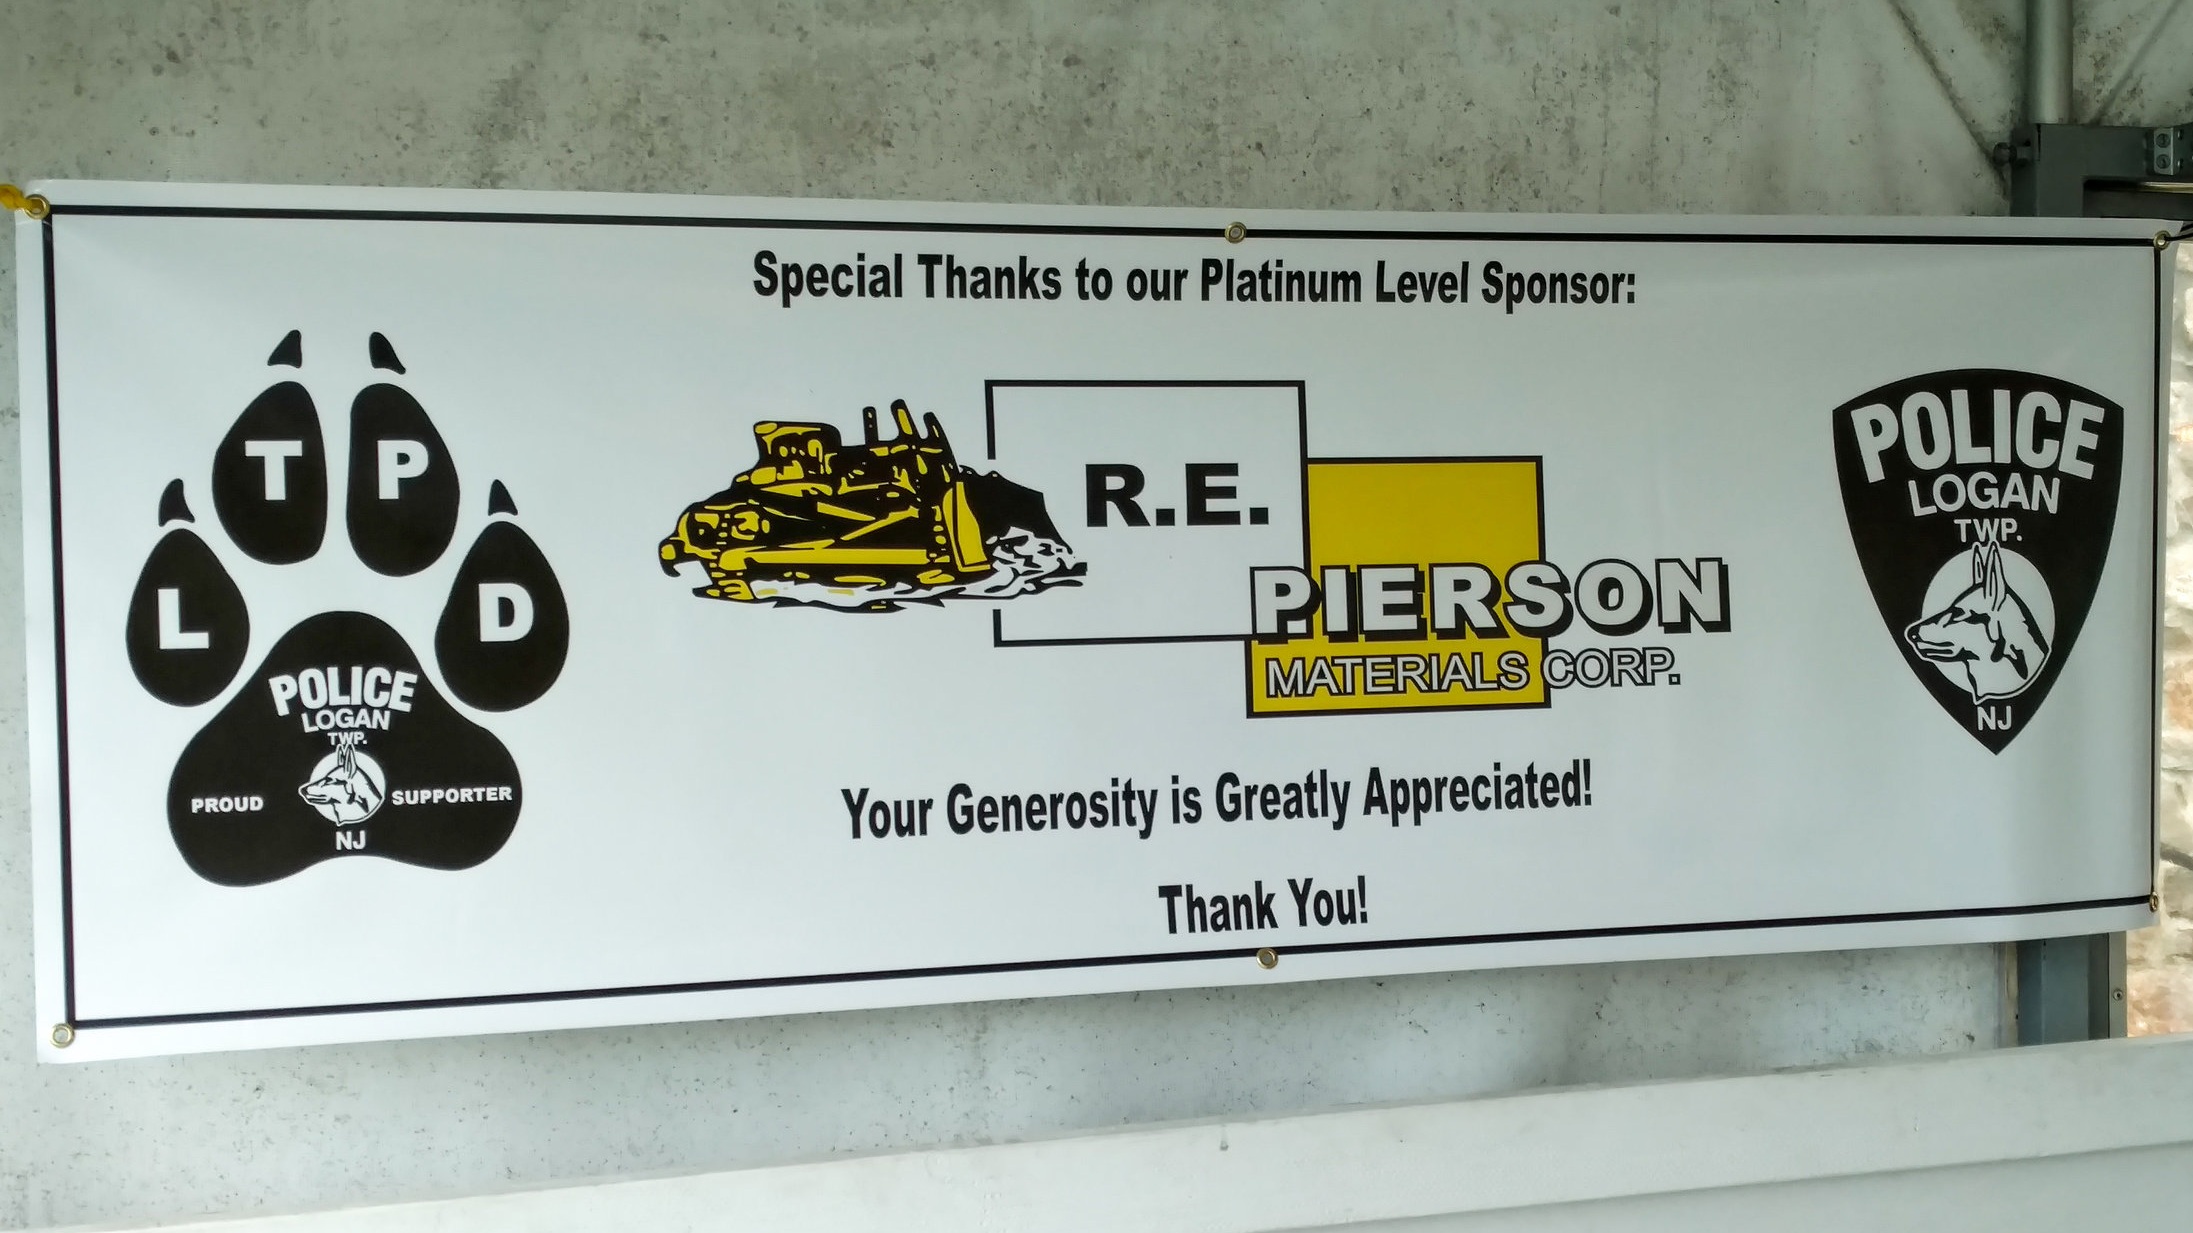 Special Thanks to our Platinum Level Sponsor:
L T P D
POLICE
LOGAN
TWP.
PROUD SUPPORTER
NJ
R.E.
PIERSON
MATERIALS CORP.
POLICE
LOGAN
TWP.
NJ
Your Generosity is Greatly Appreciated!
Thank You!